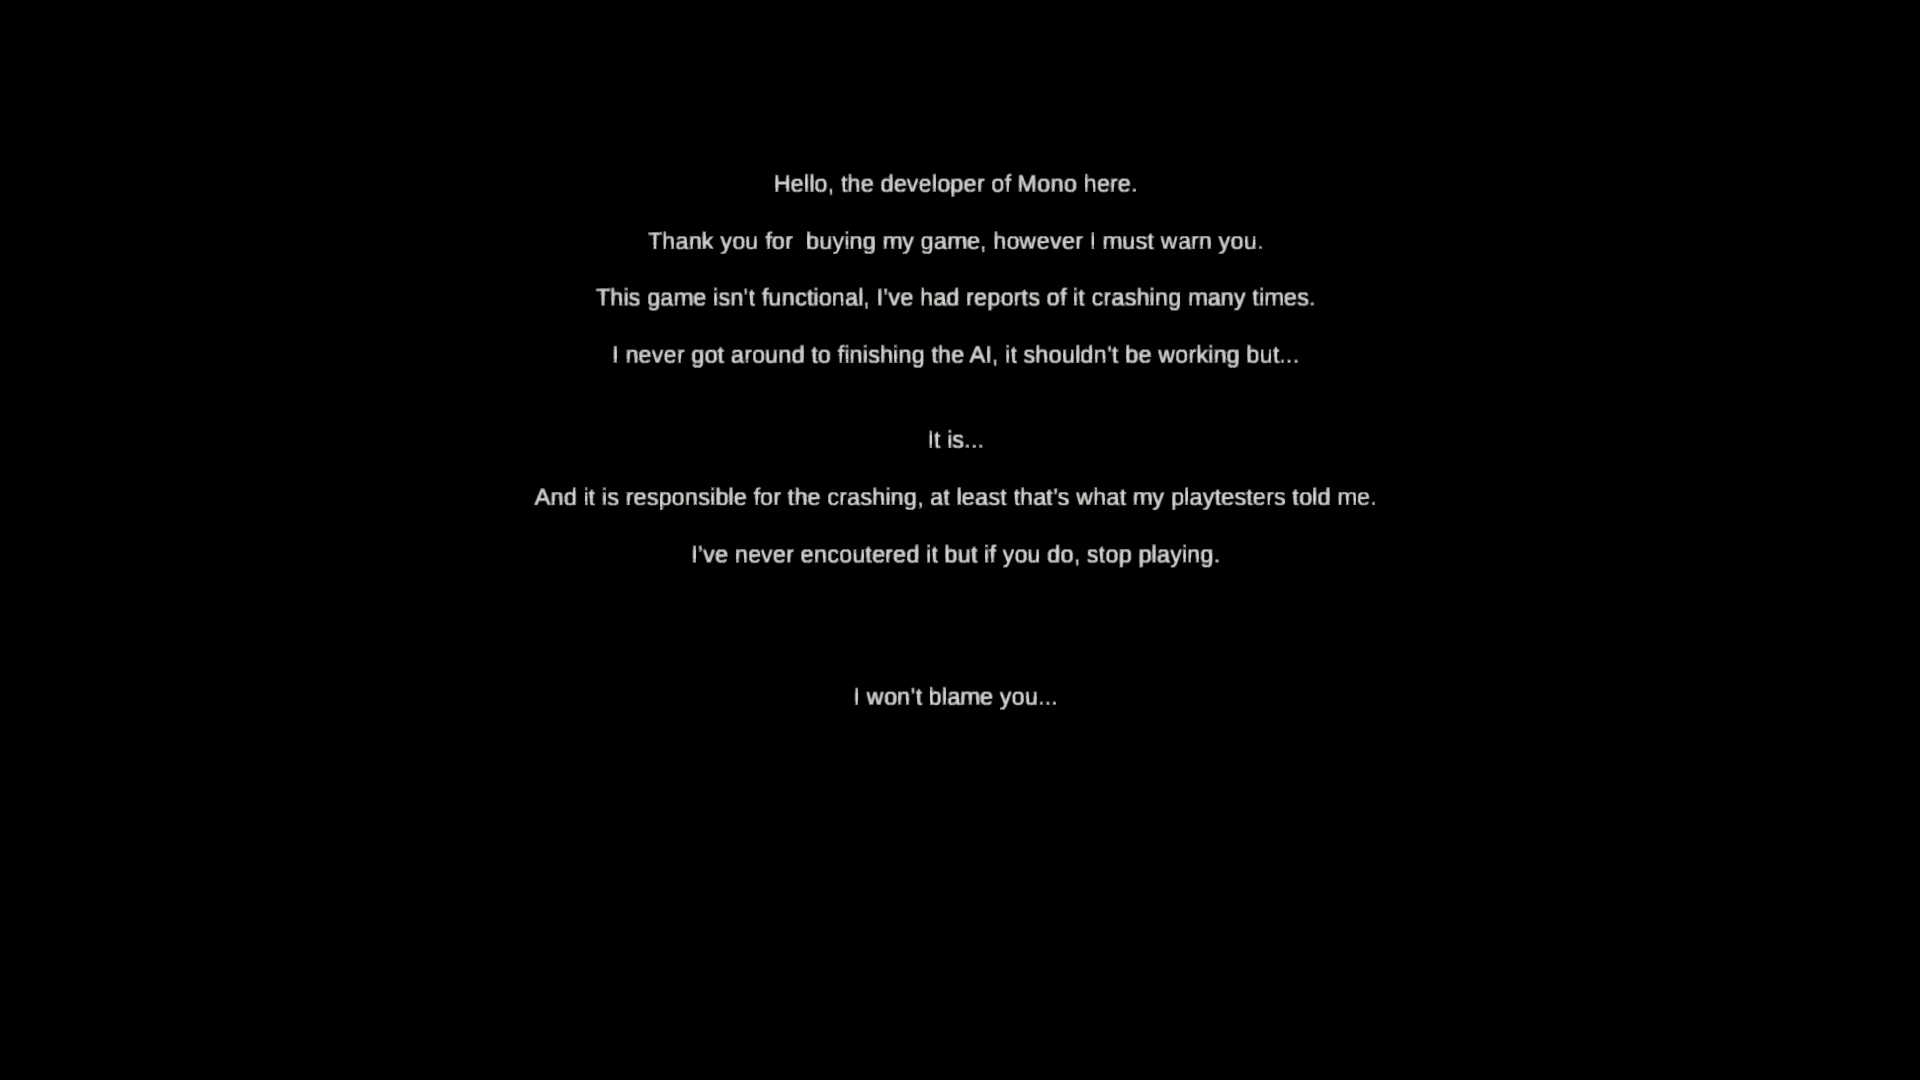 Hello, the developer of Mono here.
Thank you for  buying my game, however I must warn you.
This game isn't functional, I've had reports of it crashing many times.
I never got around to finishing the AI, it shouldn't be working but...
It is...
And it is responsible for the crashing, at least that's what my playtesters told me.
I've never encoutered it but if you do, stop playing.
I won't blame you...